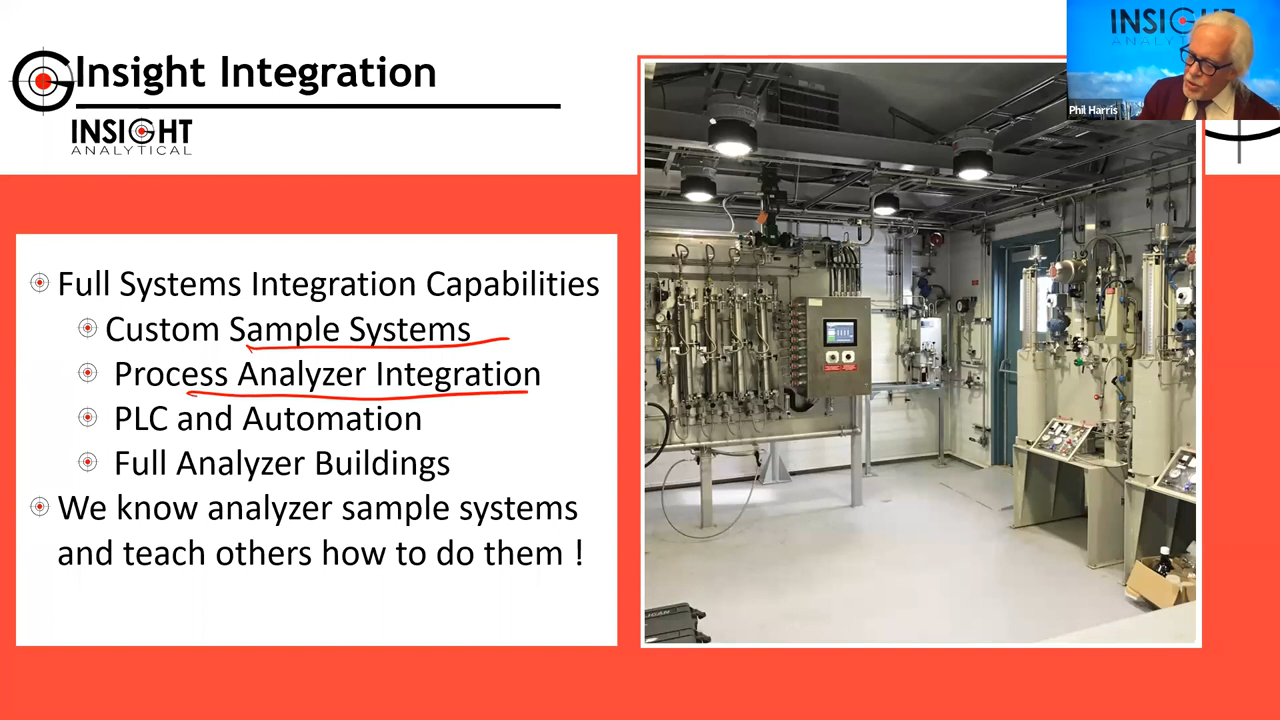 Insight Integration
INSIGHT
ANALYTICAL
Full Systems Integration Capabilities
Custom Sample Systems
Process Analyzer Integration
PLC and Automation
Full Analyzer Buildings
We know analyzer sample systems
and teach others how to do them !
Phil Harris